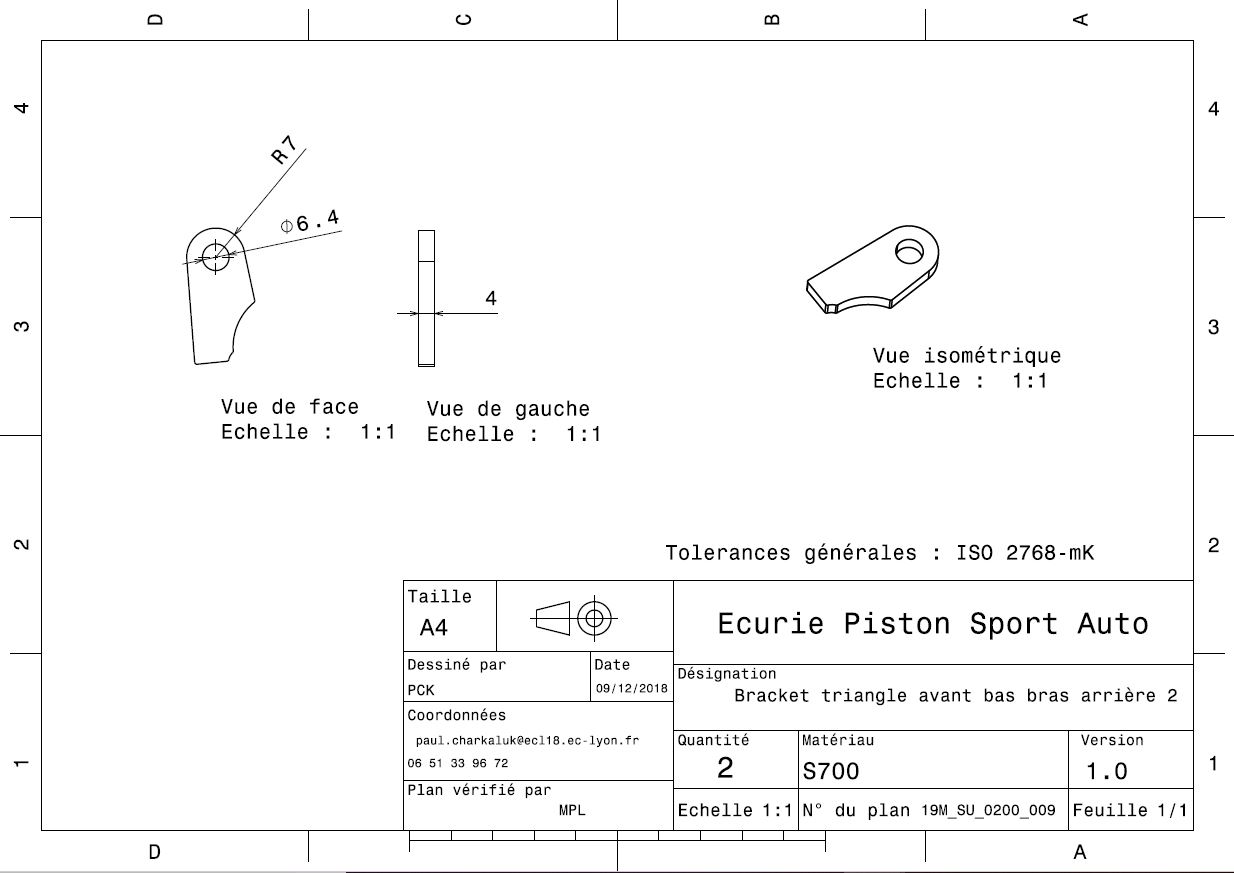 D C B A
4 4
R7
⌀6.4
4
3 3
Vue isométrique
Echelle : 1:1
Vue de face
Echelle : 1:1
Vue de gauche
Echelle : 1:1
2 2
Tolerances générales : ISO 2768-mK
Taille
A4
Ecurie Piston Sport Auto
Dessiné par
PCK
Date
09/12/2018
Désignation
Bracket triangle avant bas bras arrière 2
Coordonnées
paul.charkaluk@ecl18.ec-lyon.fr
06 51 33 96 72
Quantité
2
Matériau
S700
Version
1.0
1 1
Plan vérifié par
MPL
Echelle 1:1
N° du plan 19M_SU_0200_009
Feuille 1/1
D A